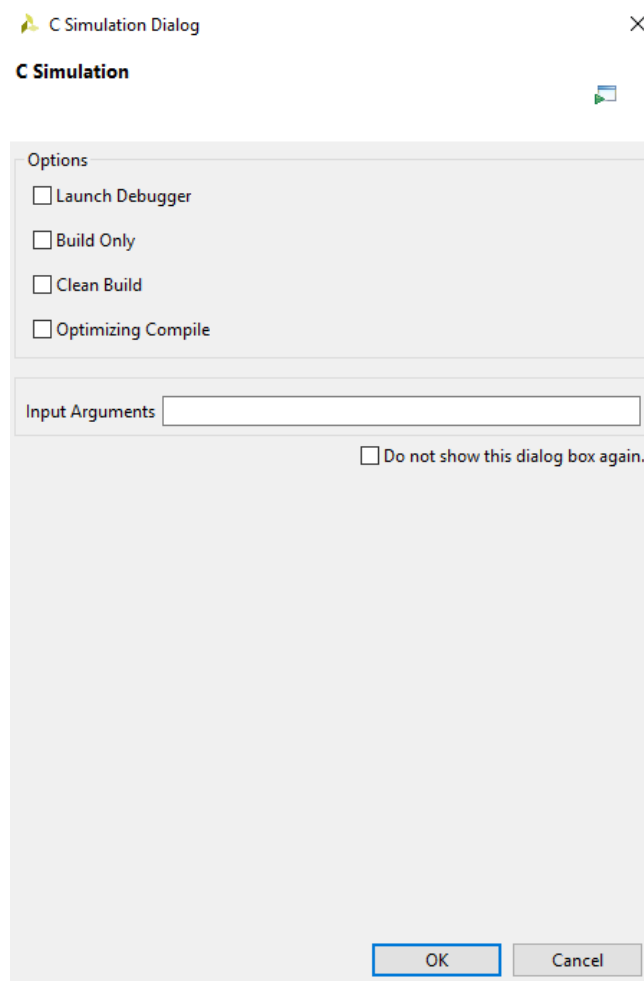 C Simulation Dialog
C Simulation
Options
Launch Debugger
Build Only
Clean Build
Optimizing Compile
Input Arguments
Do not show this dialog box again.
OK Cancel